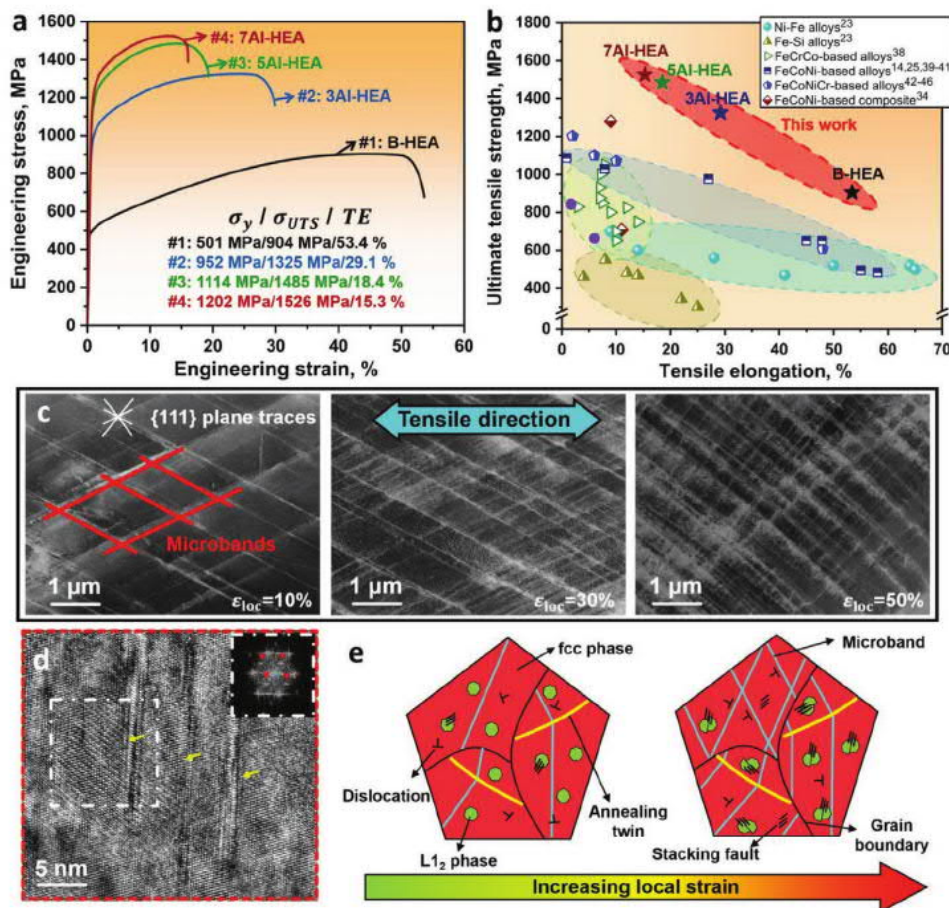 a
Engineering stress, MPa
1600
1400
1200
1000
800
600
400
200
0
0 10 20 30 40 50 60
Engineering strain, %
#4: 7Al-HEA
#3: 5Al-HEA
#2: 3Al-HEA
#1: B-HEA
σy / σUTS / TE
#1: 501 MPa/904 MPa/53.4 %
#2: 952 MPa/1325 MPa/29.1 %
#3: 1114 MPa/1485 MPa/18.4 %
#4: 1202 MPa/1526 MPa/15.3 %
b
Ultimate tensile strength, MPa
1800
1600
1400
1200
1000
800
600
400
0
0 10 20 30 40 50 60 70
Tensile elongation, %
7Al-HEA
5Al-HEA
3Al-HEA
B-HEA
This work
Ni-Fe alloys23
Fe-Si alloys23
FeCrCo-based alloys38
FeCoNi-based alloys14,25,39-41
FeCoNiCr-based alloys42-46
FeCoNi-based composite34
c
{111} plane traces
Microbands
1 μm
εloc=10%
Tensile direction
1 μm
εloc=30%
1 μm
εloc=50%
d
5 nm
e
fcc phase
Microband
Dislocation
Annealing
twin
L12 phase
Stacking fault
Grain
boundary
Increasing local strain